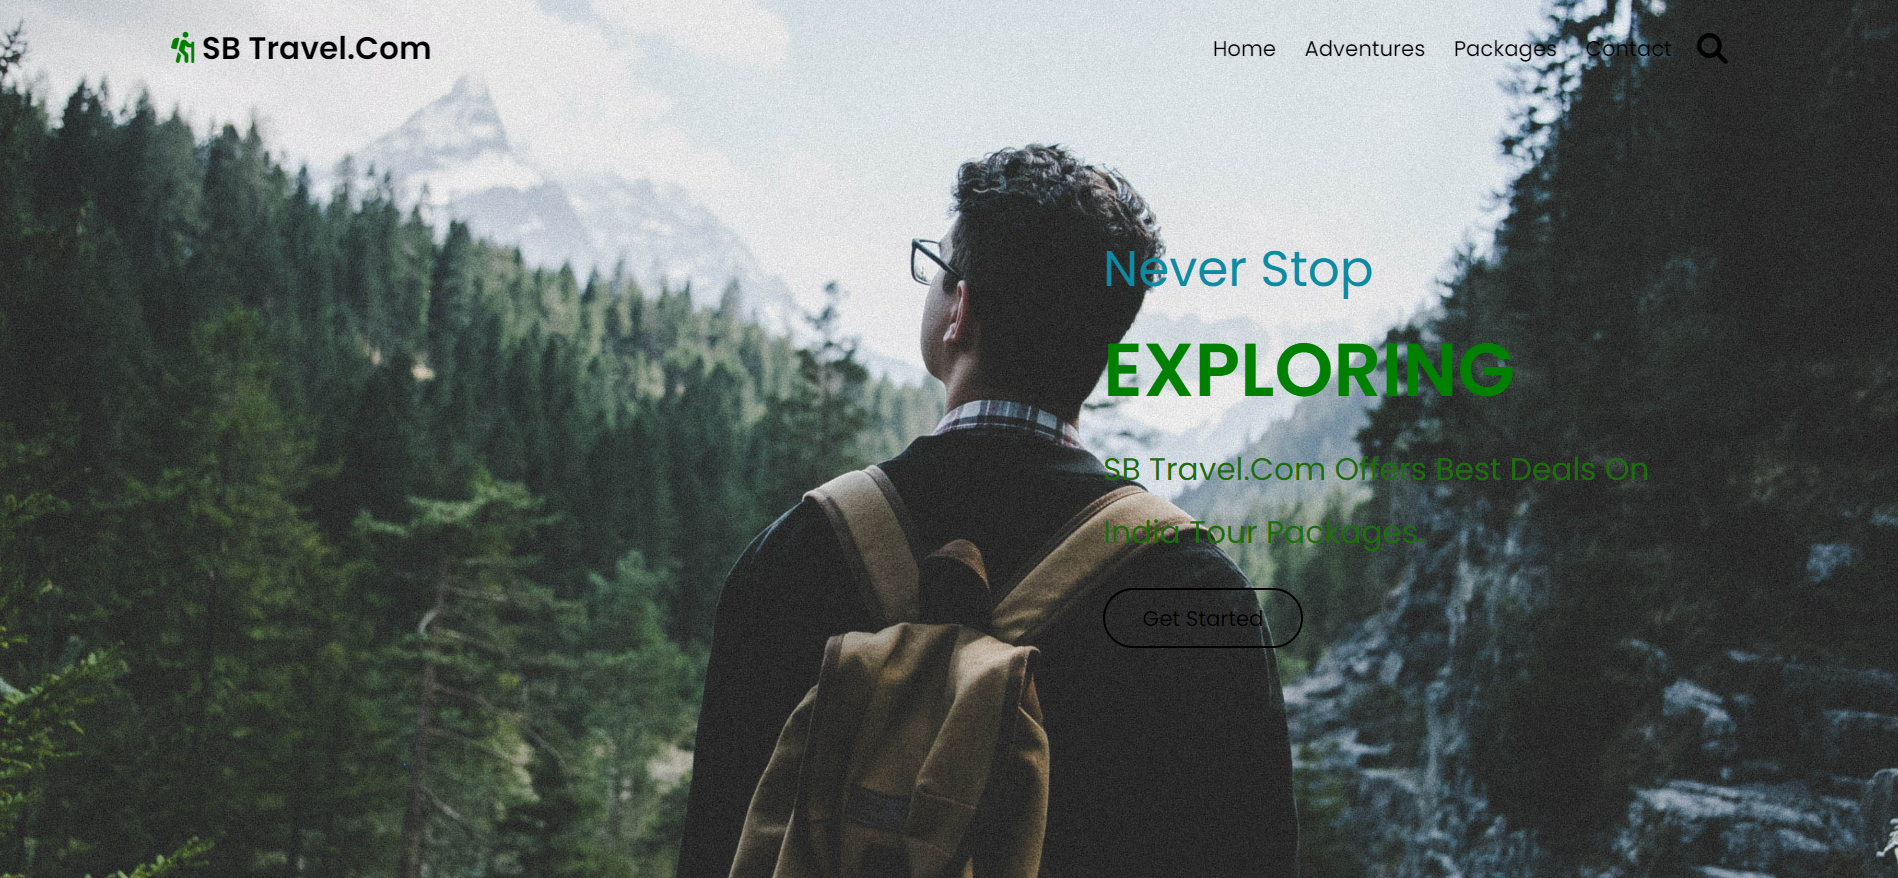 SB Travel.Com
Home Adventures Packages Contact
Never Stop
EXPLORING
SB Travel.Com Offers Best Deals On
India Tour Packages.
Get Started